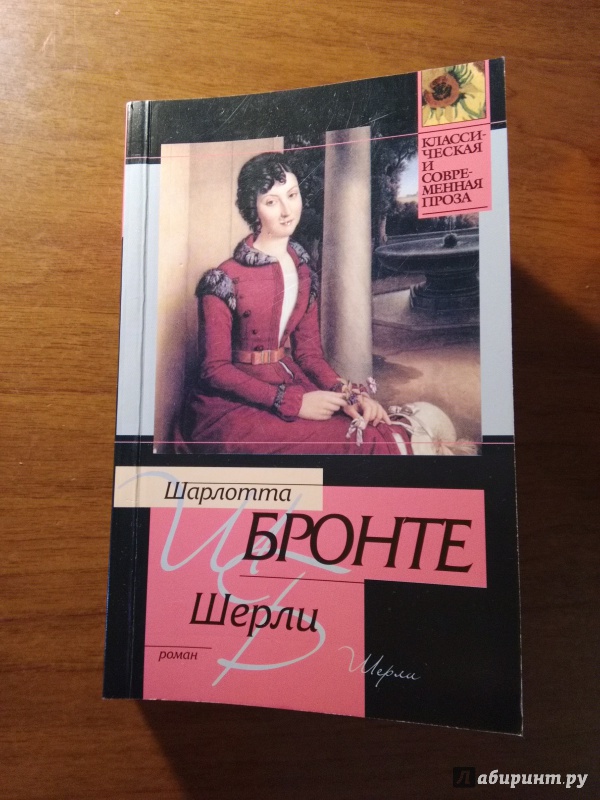 КЛАССИ-
ЧЕСКАЯ
И
СОВРЕ-
МЕННАЯ
ПРОЗА
Шарлотта
БРОНТЕ
Шерли
роман
Шерли
лабиринт.ру